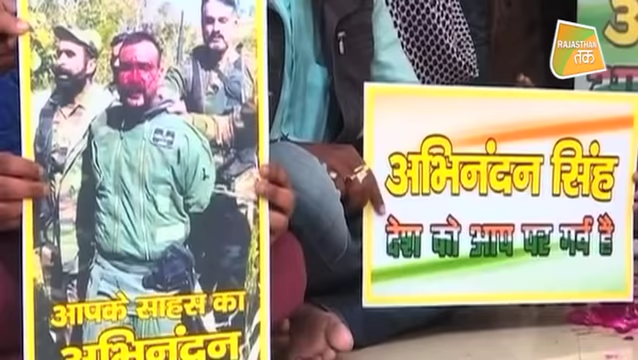 RAJASTHAN
तक
आपके साहस का
अभिनंदन
अभिनंदन सिंह
देश को आप पर गर्व है